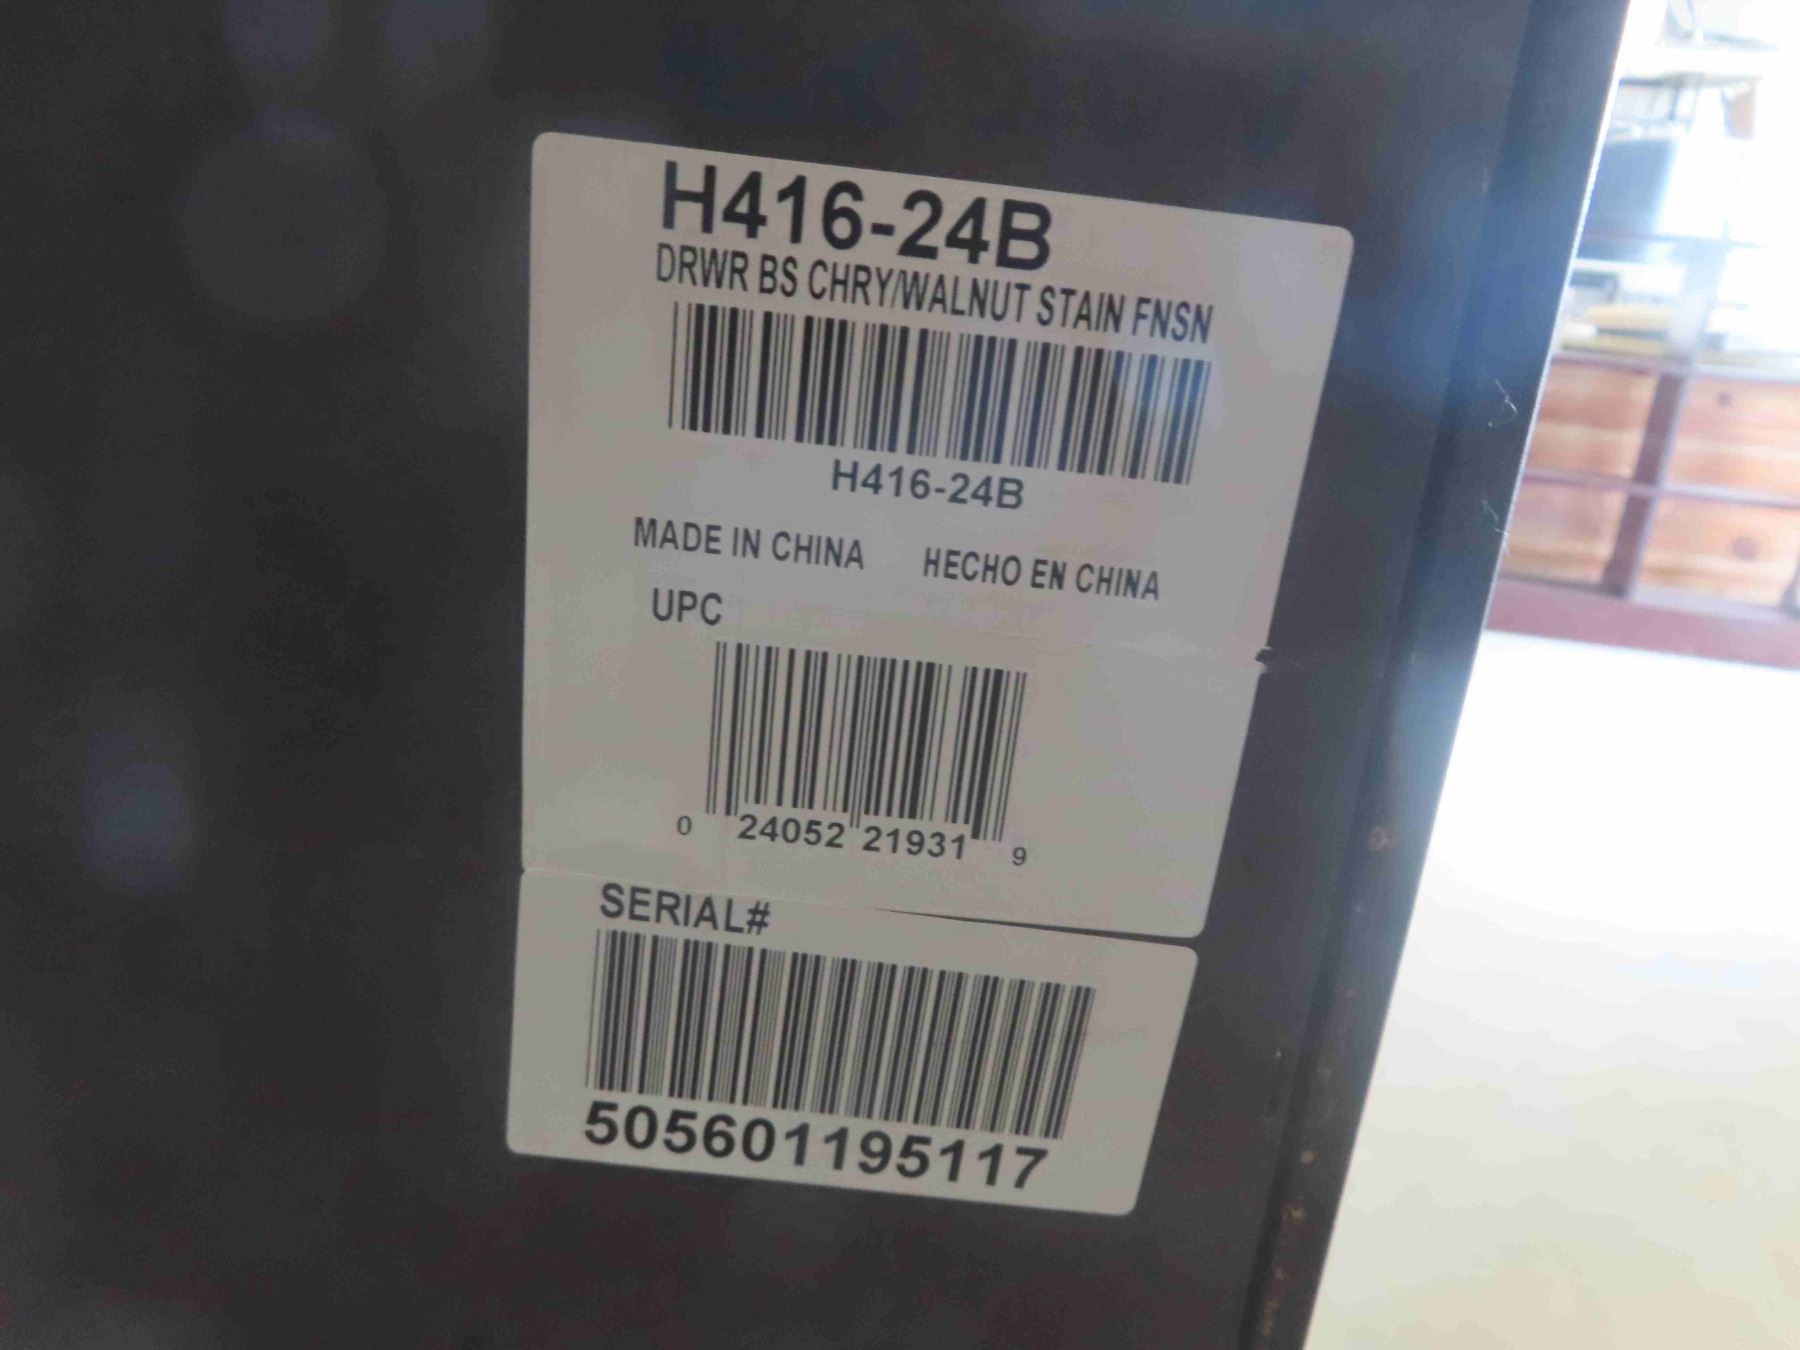 H416-24B
DRWR BS CHRY/WALNUT STAIN FNSN
H416-24B
MADE IN CHINA HECHO EN CHINA
UPC
0 24052 21931 9
SERIAL#
505601195117